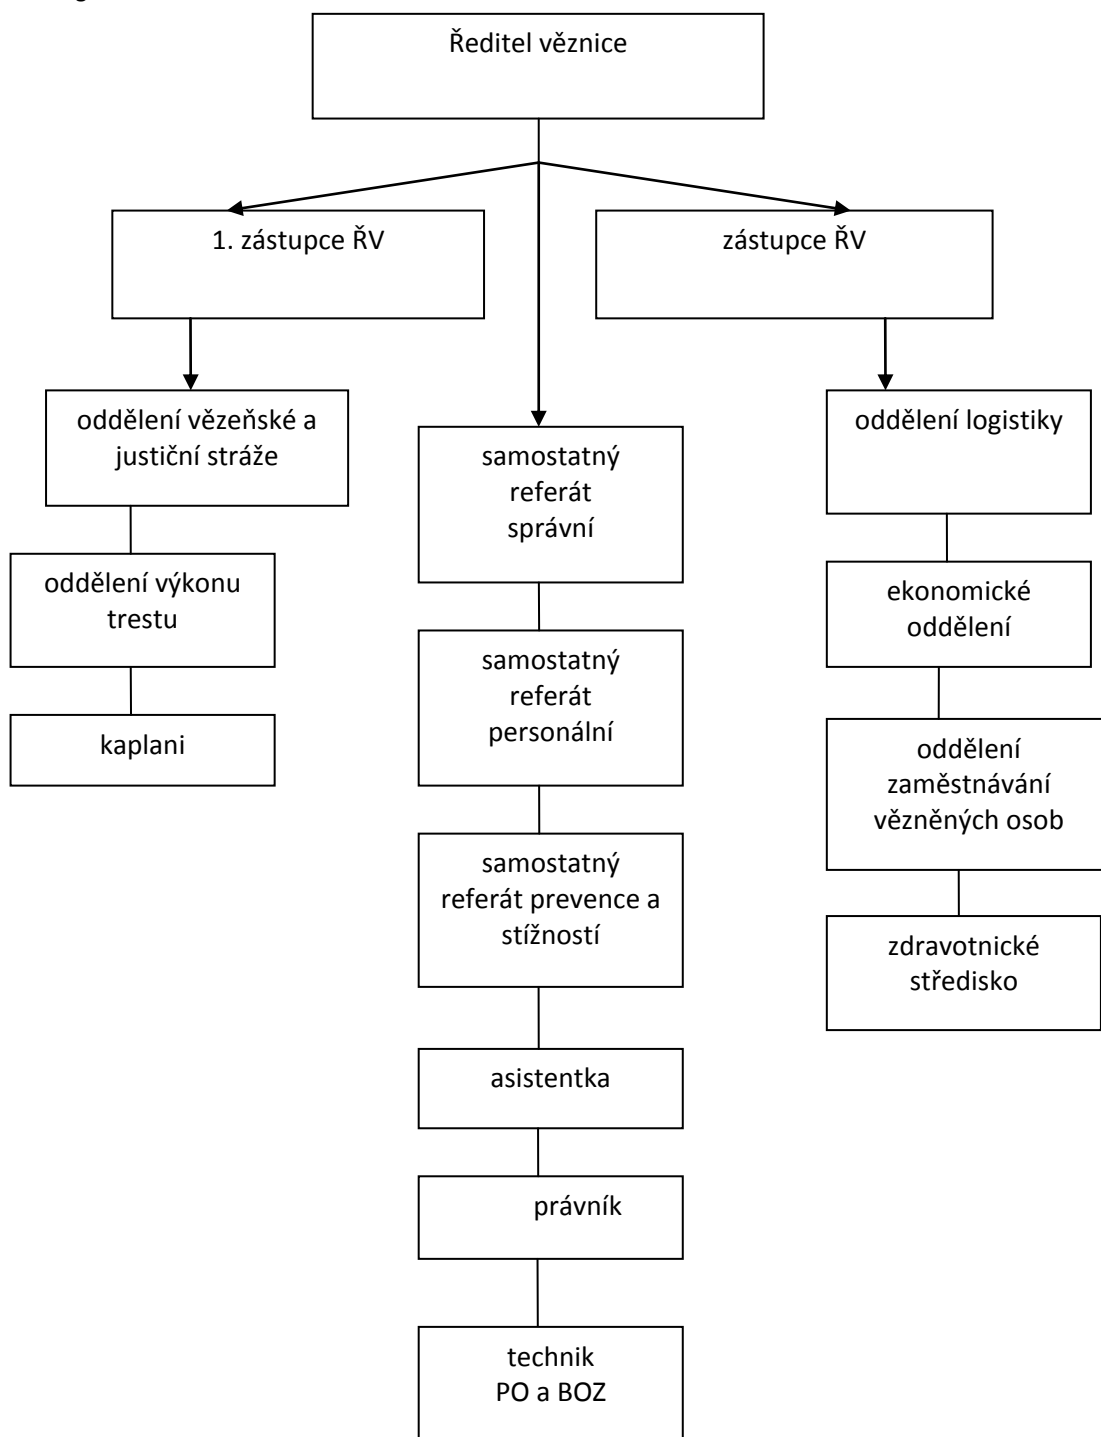 Ředitel věznice
1. zástupce ŘV
zástupce ŘV
oddělení vězeňské a
justiční stráže
oddělení výkonu
trestu
kaplani
samostatný
referát
správní
samostatný
referát
personální
samostatný
referát prevence a
stížností
asistentka
právník
technik
PO a BOZ
oddělení logistiky
ekonomické
oddělení
oddělení
zaměstnávání
vězněných osob
zdravotnické
středisko